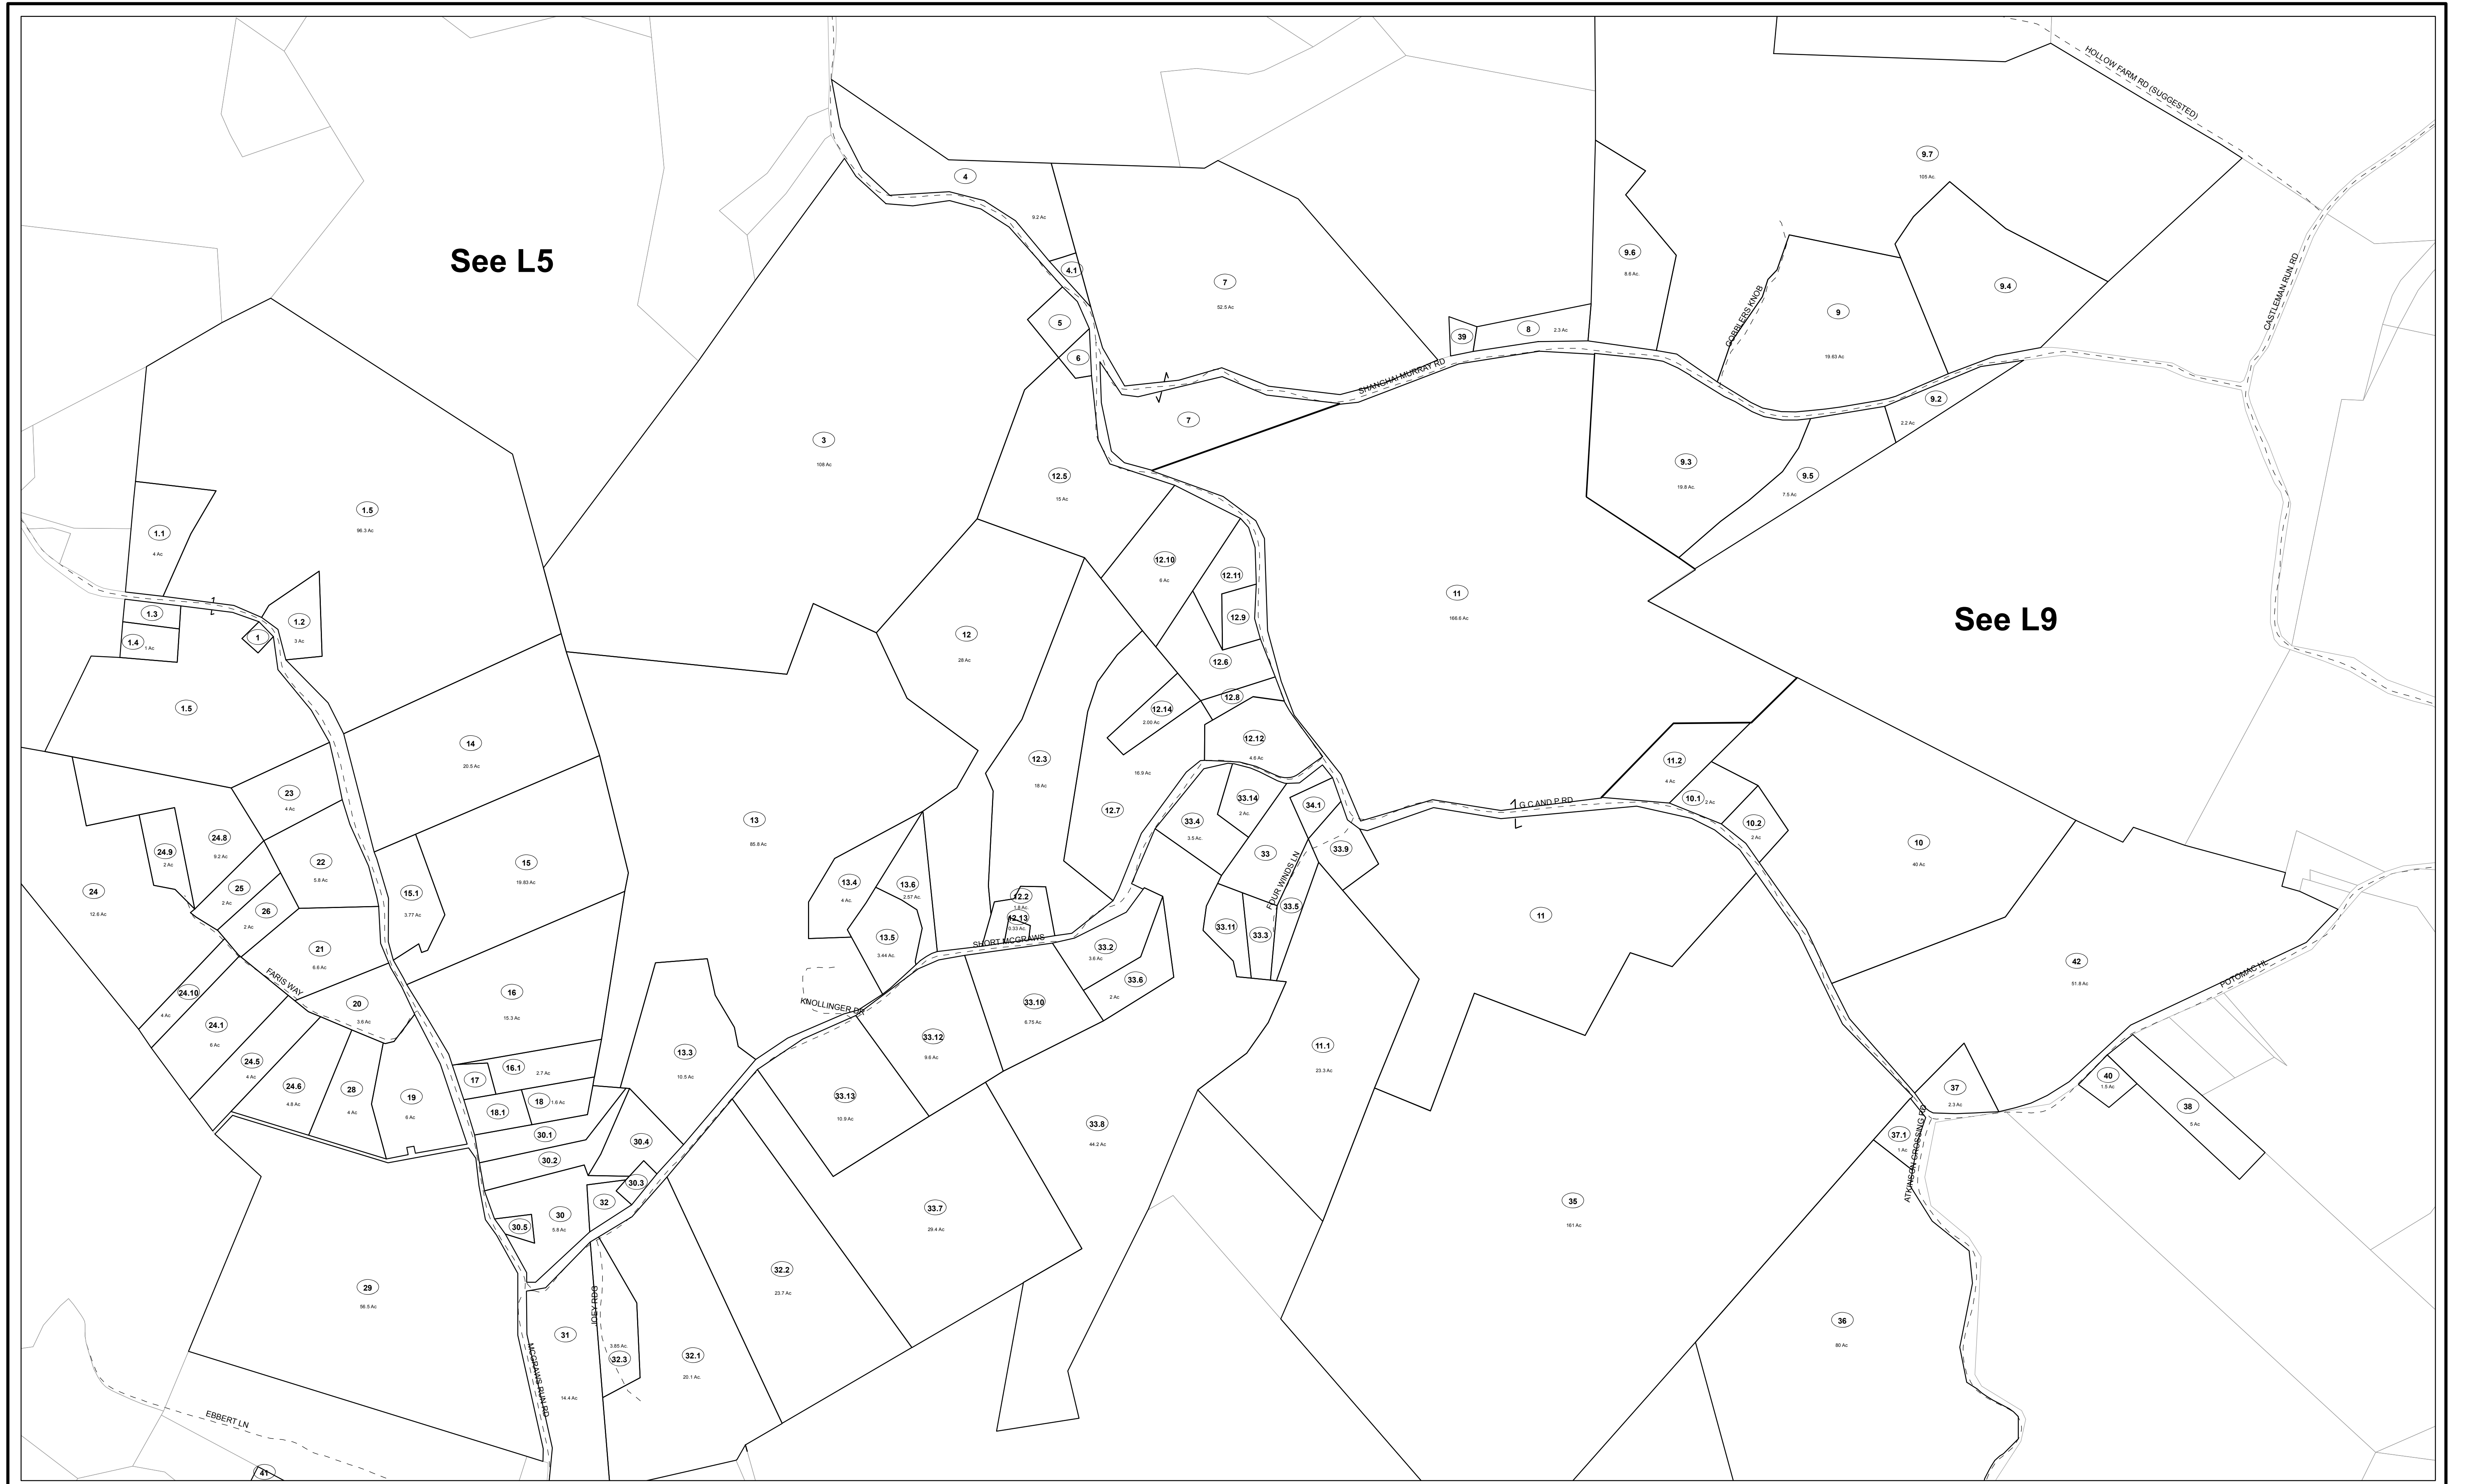 HOLLOW FARM RD (SUGGESTED)
9.7
105 Ac
4
9.2 Ac
See L5
4.1
7
52.5 Ac
9.6
8.6 Ac.
GOBBLERS KNOB
9
19.83 Ac
9.4
CASTLEMAN RUN RD
5
6
39
8
2.3 Ac
SHANGHAI MURRAY RD
7
9.2
2.2 Ac
3
108 Ac
12.5
15 Ac
9.3
19.8 Ac.
9.5
7.5 Ac
1.5
96.3 Ac
1.1
4 Ac
12.10
6 Ac
12.11
12.9
11
166.6 Ac.
See L9
1.3
1.4
1 Ac
1
1.2
3 Ac
12
28 Ac
12.6
12.8
12.14
2.00 Ac
1.5
14
20.5 Ac
12.12
4.6 Ac
12.3
18 Ac
16.9 Ac
12.7
11.2
4 Ac
10.1
2 Ac
10.2
2 Ac
G C AND P RD
23
4 Ac
13
85.8 Ac
33.14
2 Ac.
34.1
33.4
3.5 Ac.
33
33.9
10
40 Ac
24.8
9.2 Ac
24.9
2 Ac
22
5.8 Ac
15
19.83 Ac
15.1
3.77 Ac
24
12.6 Ac
25
2 Ac
26
2 Ac
13.4
4 Ac.
13.6
2.57 Ac.
12.2
1.8 Ac.
12.13
0.33 Ac.
FOUR WINDS LN
33.5
33.11
33.3
11
13.5
3.44 Ac.
SHORT MCGRAWS
33.2
3.6 Ac
33.6
2 Ac
21
6.6 Ac
42
51.8 Ac
POTOMAC HL
FARIS WAY
24.10
4 Ac
20
3.6 Ac
16
15.3 Ac
KNOLLINGER DR
33.10
6.75 Ac
24.1
6 Ac
33.12
9.6 Ac
13.3
10.5 Ac
11.1
23.3 Ac
24.5
4 Ac
24.6
4.8 Ac
28
4 Ac
19
6 Ac
17
16.1
2.7 Ac
18
1.6 Ac
18.1
33.13
10.9 Ac
33.8
44.2 Ac
37
2.3 Ac
40
1.5 Ac
38
5 Ac
30.1
30.4
37.1
1 Ac
ATKINSON CROSSING RD
30.2
30.3
32
30
5.8 Ac
30.5
33.7
29.4 Ac
35
161 Ac
32.2
23.7 Ac
29
56.5 Ac
JOEY RDG
31
14.4 Ac
3.85 Ac.
32.3
32.1
20.1 Ac
36
80 Ac
MCGRAWS RUN RD
EBBERT LN
41